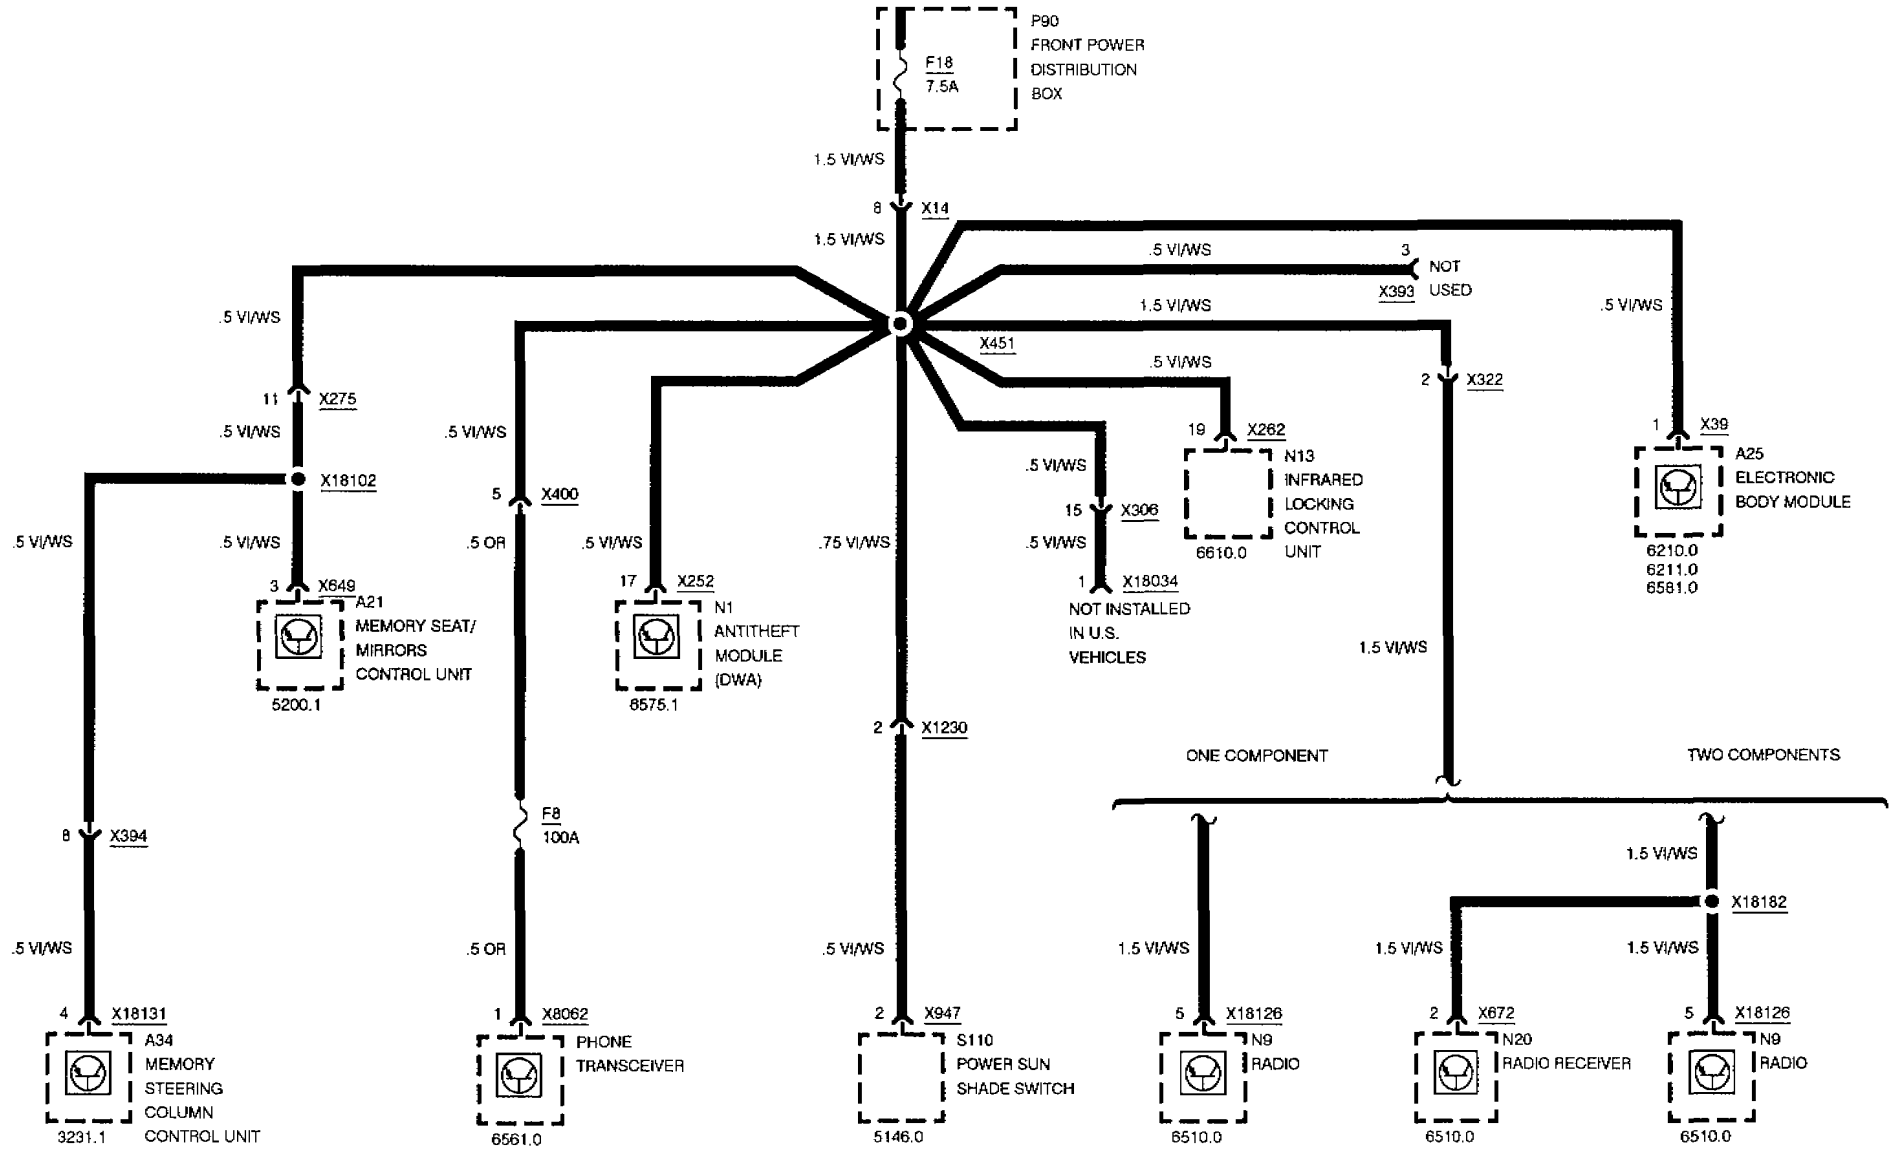 P90
FRONT POWER
DISTRIBUTION
BOX
F18
7.5A
1.5 VI/WS
8
X14
1.5 VI/WS
.5 VI/WS
3
NOT
USED
X393
1.5 VI/WS
.5 VI/WS
.5 VI/WS
X451
.5 VI/WS
2
X322
11
X275
.5 VI/WS
.5 VI/WS
19
X262
1
X39
N13
INFRARED
LOCKING
CONTROL
UNIT
6610.0
A25
ELECTRONIC
BODY MODULE
6210.0
6211.0
6581.0
X18102
5
X400
.5 VI/WS
15
X306
.5 VI/WS
.5 VI/WS
.5 VI/WS
.5 OR
.5 VI/WS
.75 VI/WS
3
X649
A21
MEMORY SEAT/
MIRRORS
CONTROL UNIT
5200.1
17
X252
N1
ANTITHEFT
MODULE
(DWA)
6575.1
1
X18034
NOT INSTALLED
IN U.S.
VEHICLES
1.5 VI/WS
2
X1230
ONE COMPONENT
TWO COMPONENTS
8
X394
F8
100A
1.5 VI/WS
X18182
.5 VI/WS
.5 OR
.5 VI/WS
1.5 VI/WS
1.5 VI/WS
1.5 VI/WS
4
X18131
A34
MEMORY
STEERING
COLUMN
CONTROL UNIT
3231.1
1
X8062
PHONE
TRANSCEIVER
6561.0
2
X947
S110
POWER SUN
SHADE SWITCH
5146.0
5
X18126
N9
RADIO
6510.0
2
X672
N20
RADIO RECEIVER
6510.0
5
X18126
N9
RADIO
6510.0